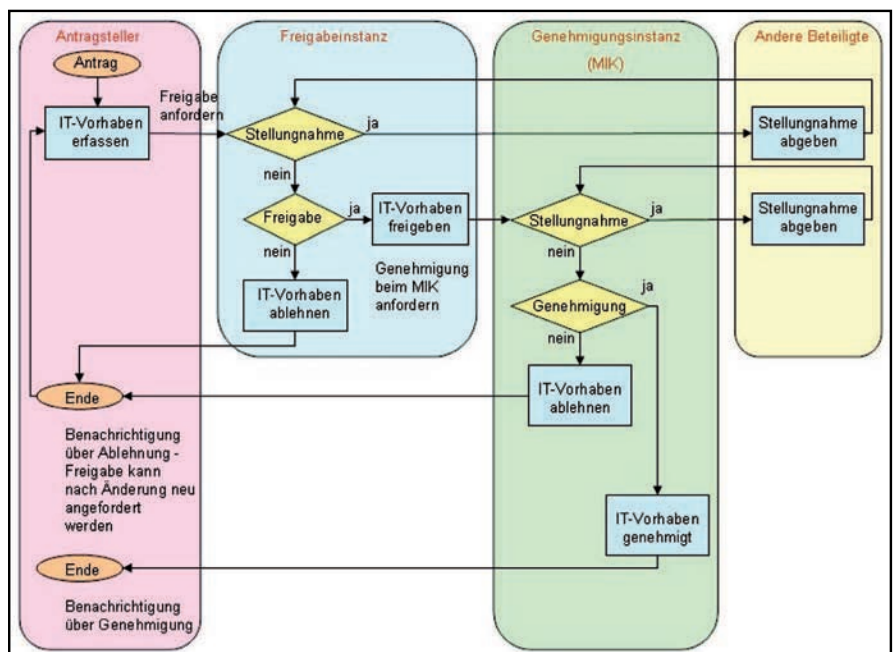 Antragsteller
Freigabeinstanz
Genehmigungsinstanz
(MIK)
Andere Beteiligte
Antrag
Freigabe
anfordern
IT-Vorhaben
erfassen
Stellungnahme
ja
Stellungnahme
abgeben
nein
Freigabe
ja
IT-Vorhaben
freigeben
Stellungnahme
ja
Stellungnahme
abgeben
nein
nein
Genehmigung
beim MIK
anfordern
IT-Vorhaben
ablehnen
Genehmigung
ja
nein
IT-Vorhaben
ablehnen
Ende
Benachrichtigung
über Ablehnung -
Freigabe kann
nach Änderung neu
angefordert
werden
IT-Vorhaben
genehmigt
Ende
Benachrichtigung
über Genehmigung